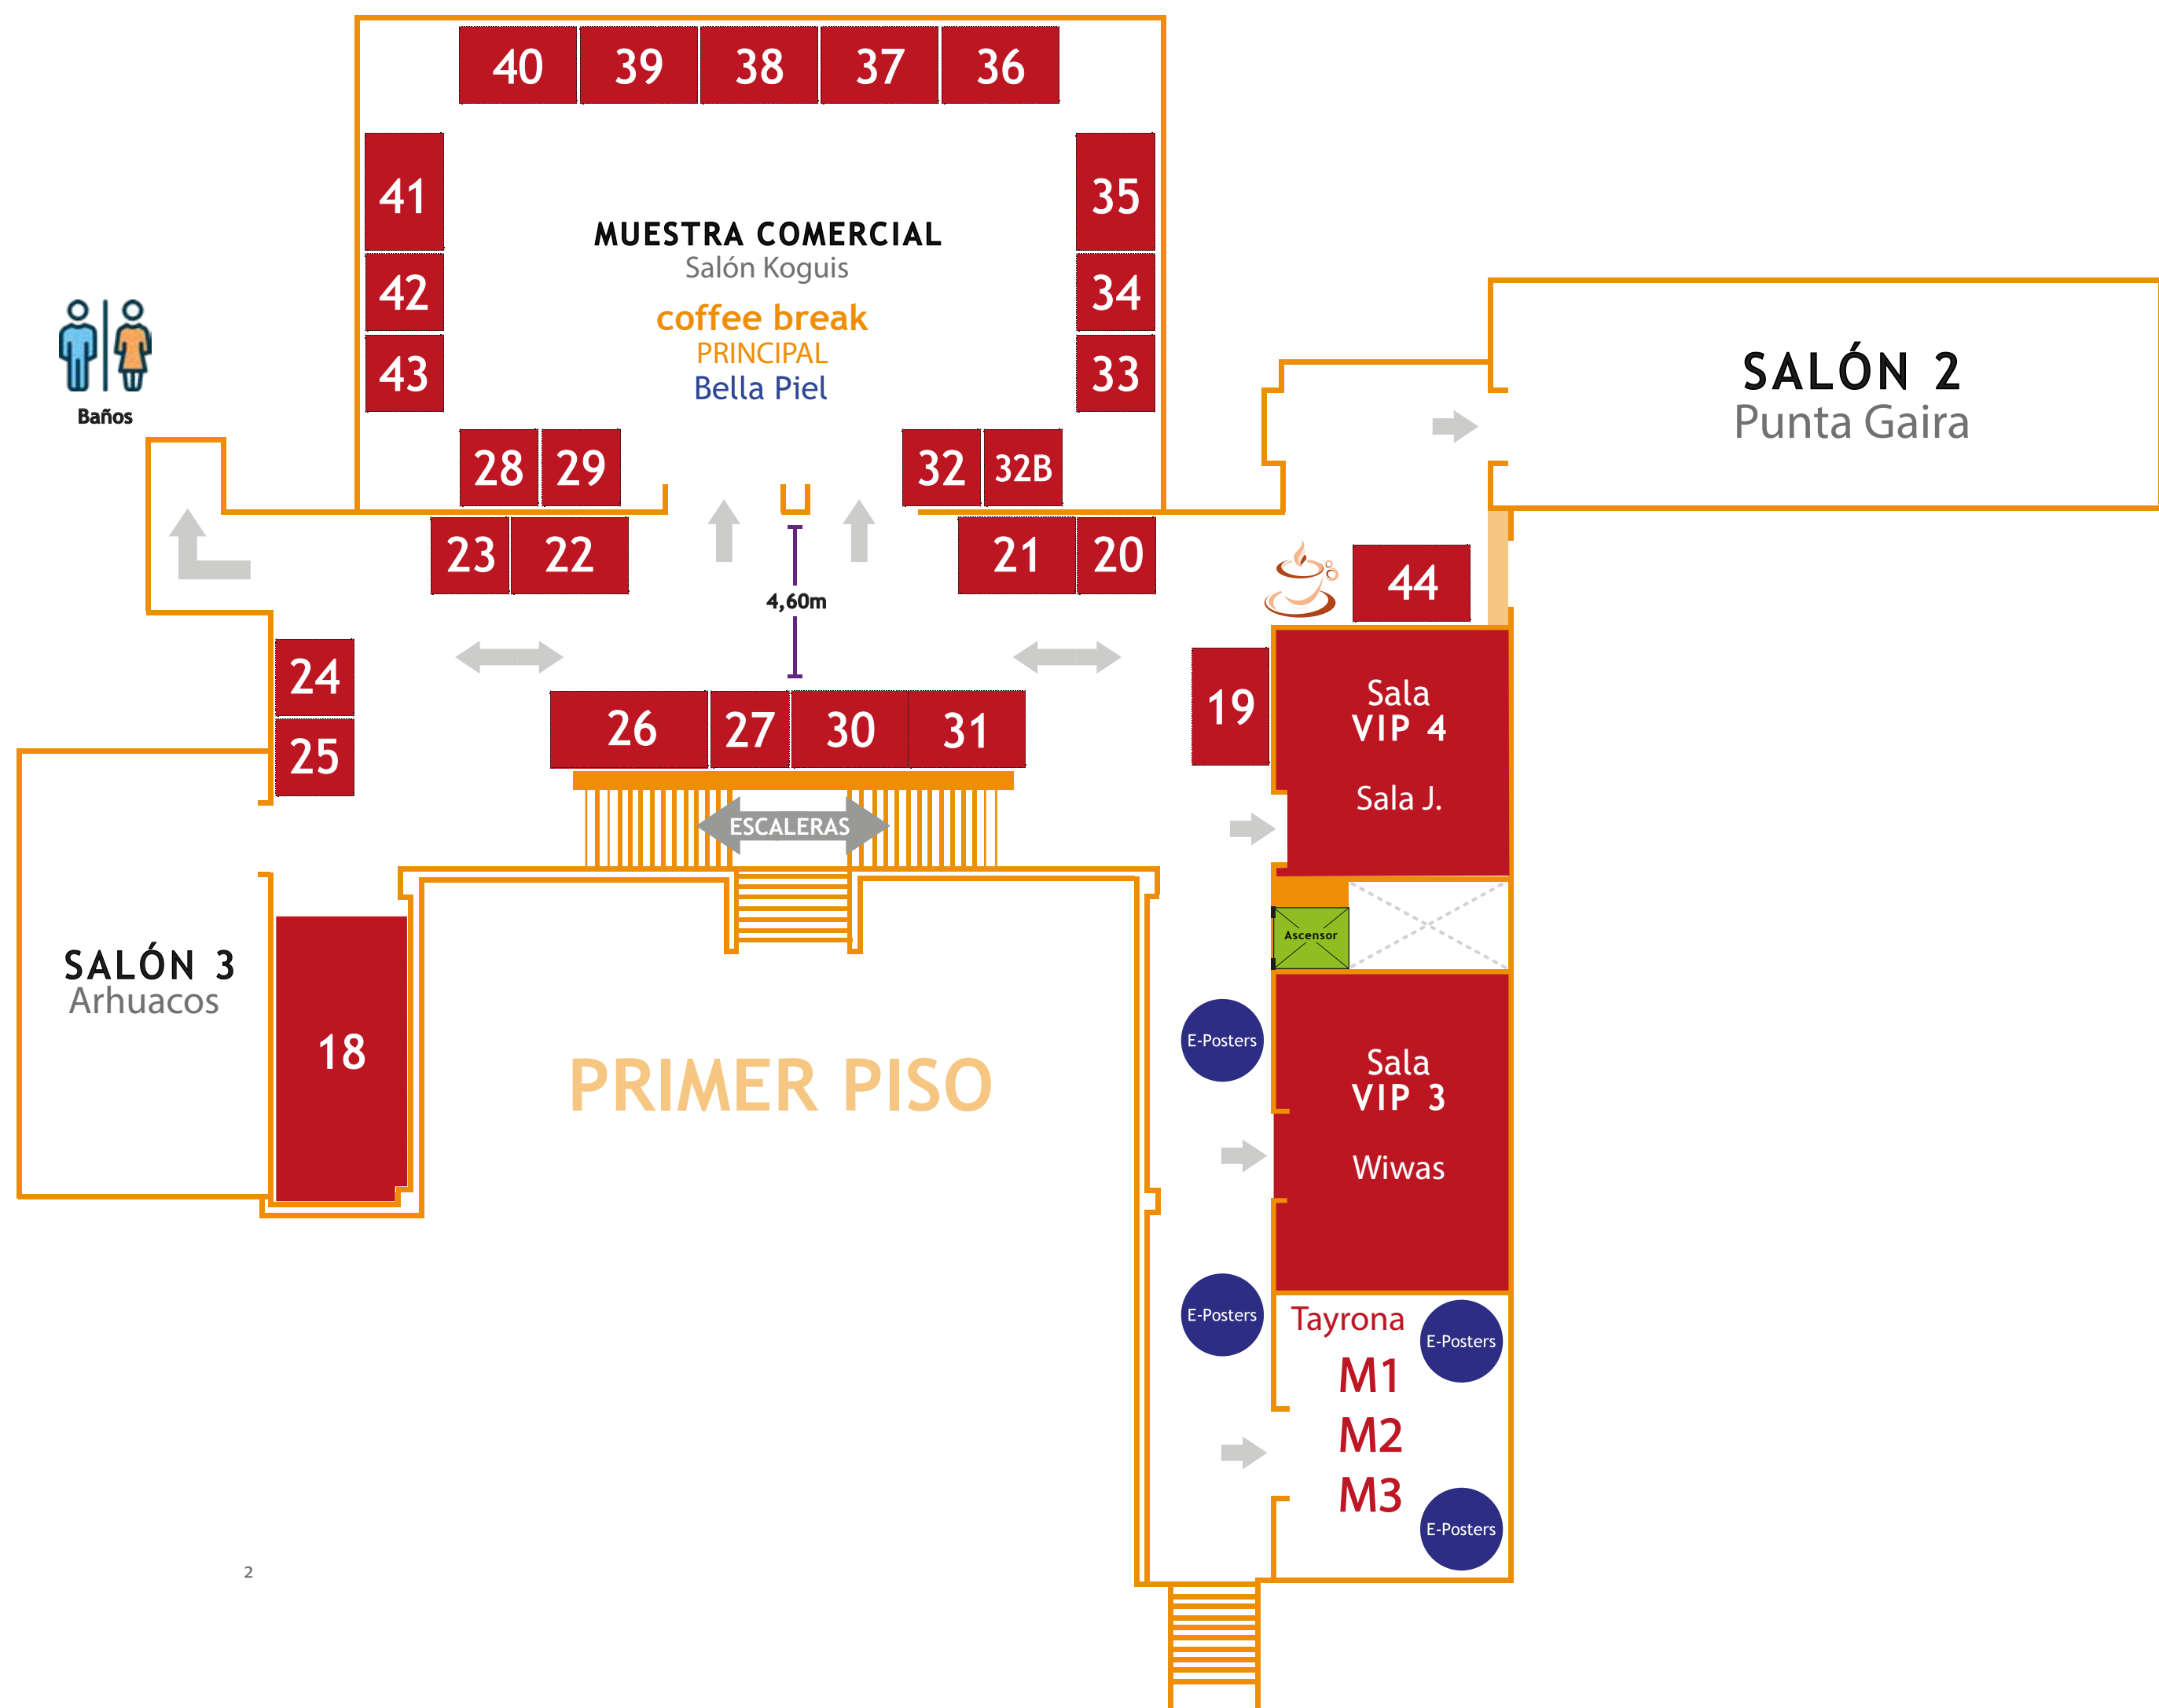 40 39 38 37 36
41
35
MUESTRA COMERCIAL
Salón Koguis
42
34
coffee break
PRINCIPAL
Bella Piel
43
33
Baños
SALÓN 2
Punta Gaira
28 29
32 32B
23 22
21 20
44
4,60m
24
25
26 27 30 31
19
Sala
VIP 4
Sala J.
ESCALERAS
Ascensor
SALÓN 3
Arhuacos
18
PRIMER PISO
E-Posters
Sala
VIP 3
Wiwas
E-Posters
Tayrona
E-Posters
M1
M2
M3
E-Posters
2